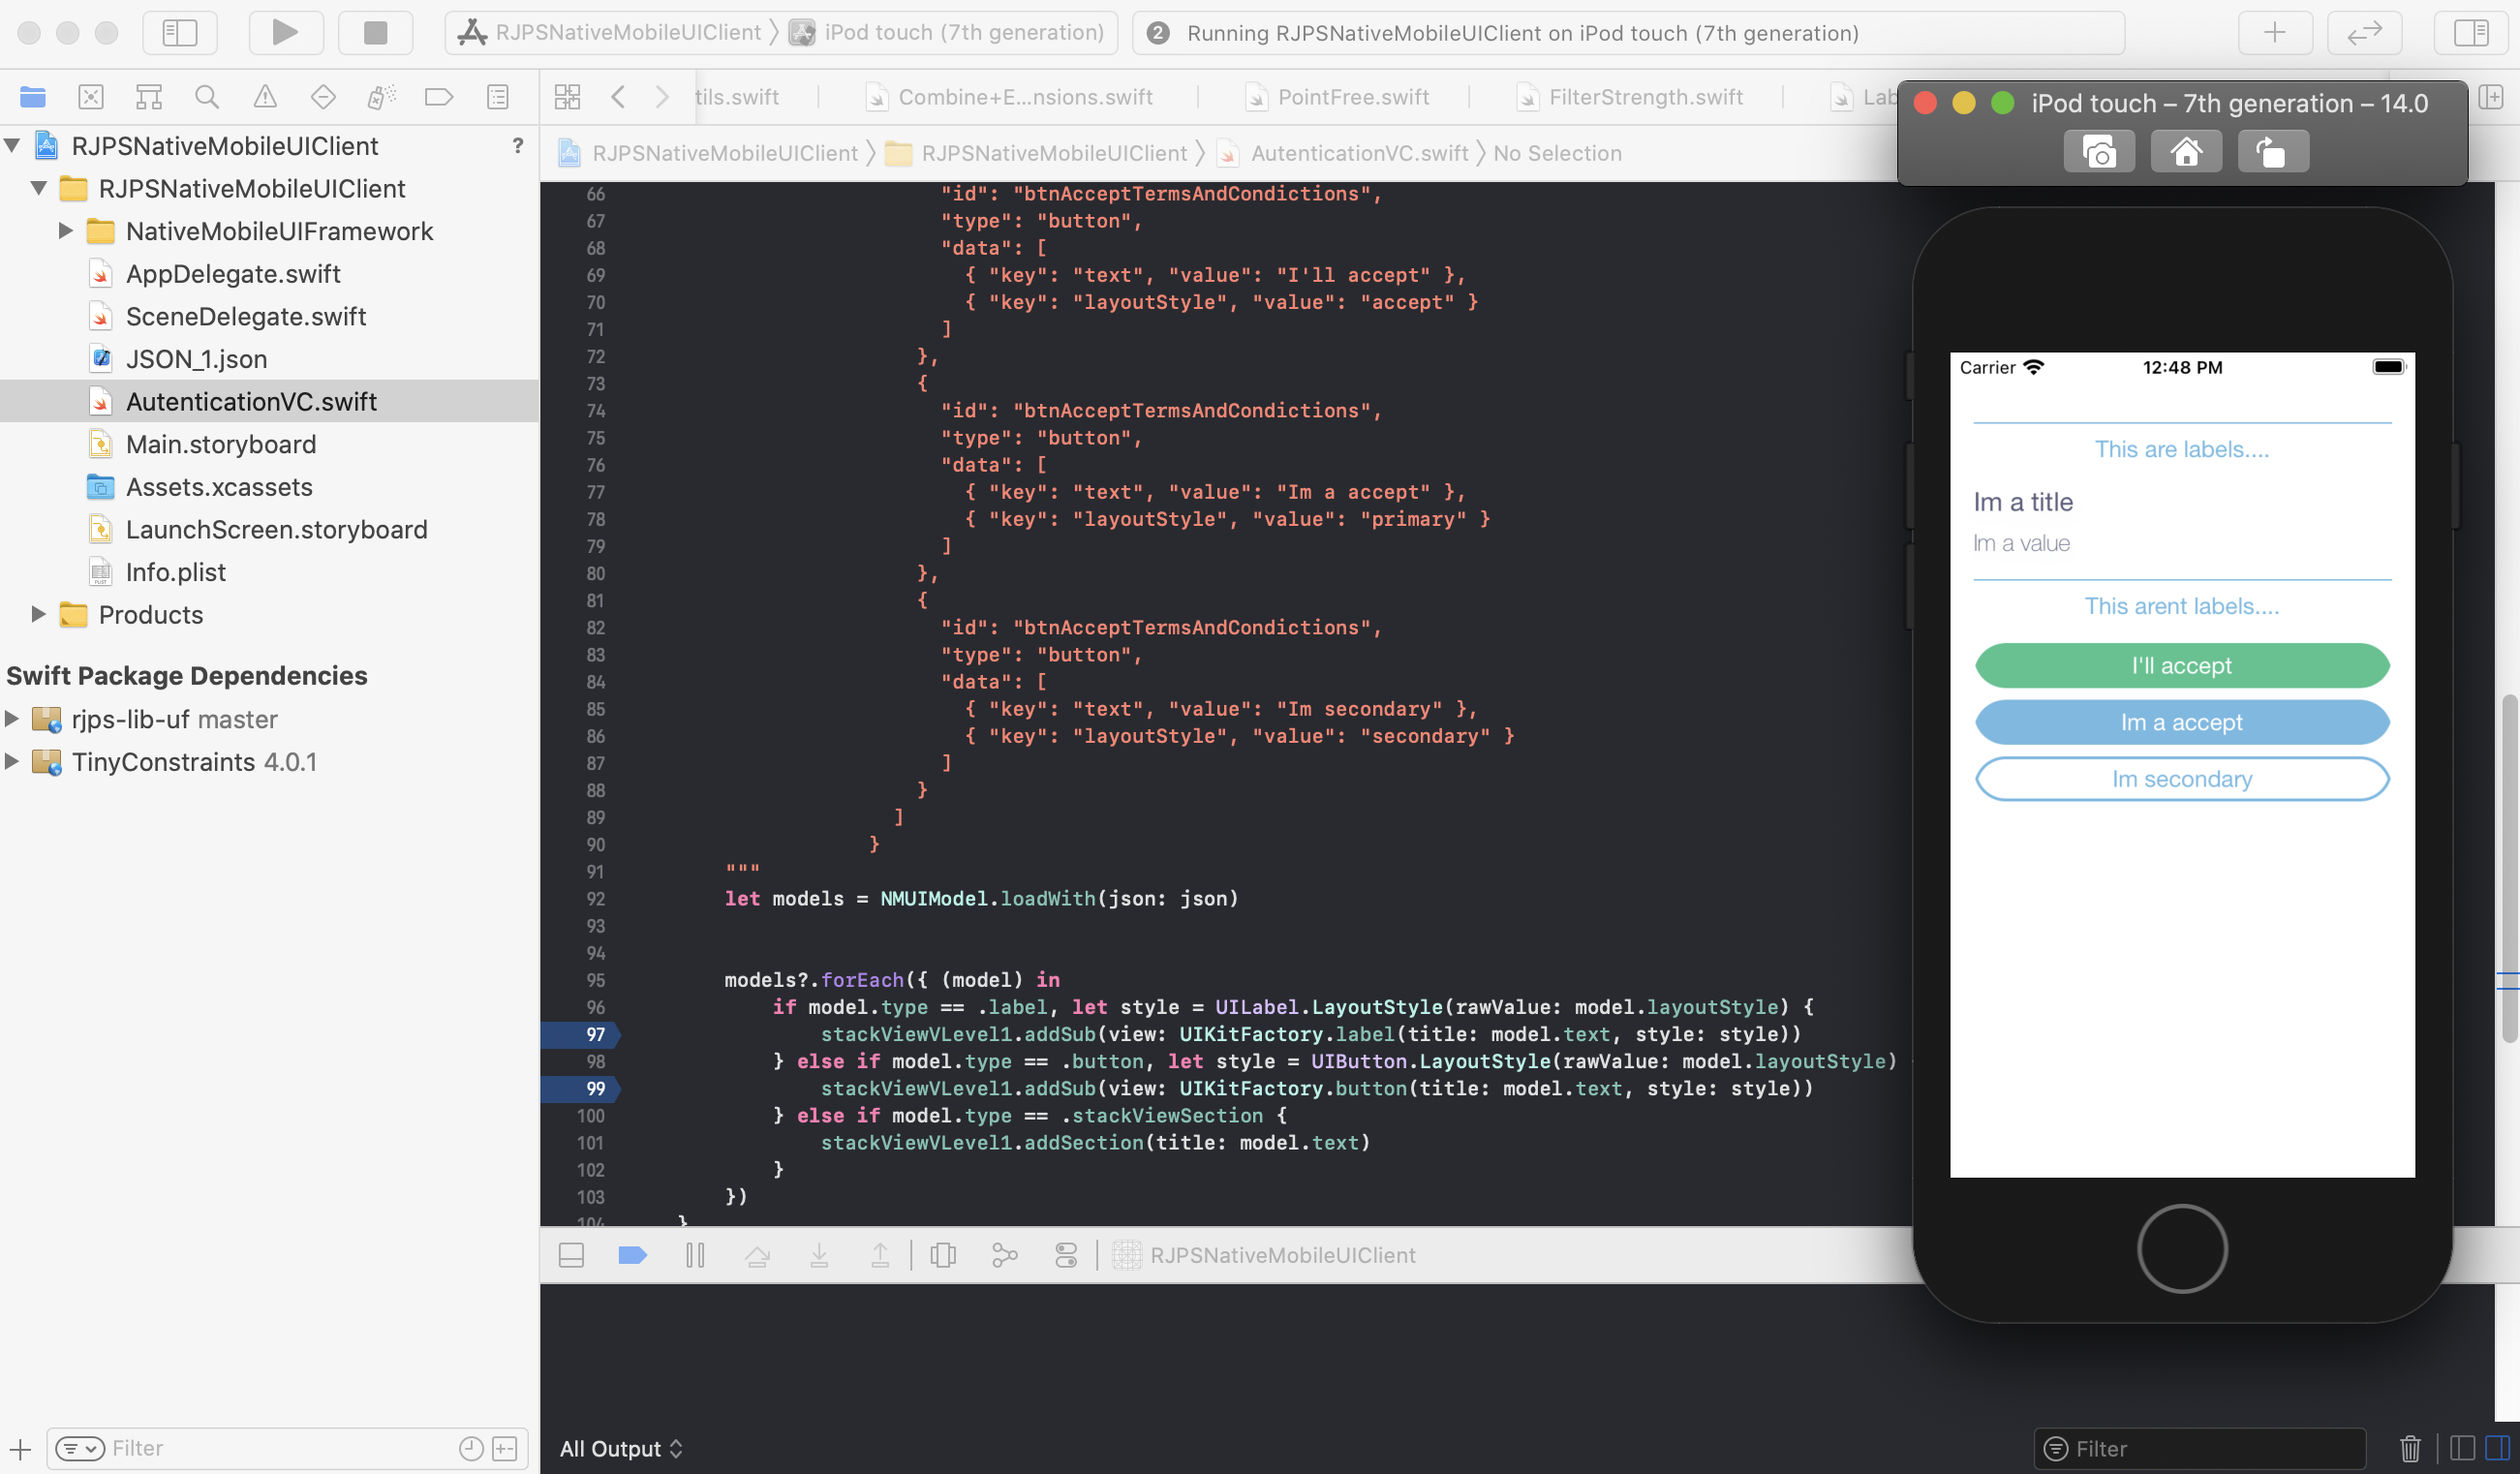 RJPSNativeMobileUIClient
iPod touch (7th generation)
2 Running RJPSNativeMobileUIClient on iPod touch (7th generation)
tils.swift
Combine+E...nsions.swift
PointFree.swift
FilterStrength.swift
Lab
RJPSNativeMobileUIClient
RJPSNativeMobileUIClient
AutenticationVC.swift
No Selection
RJPSNativeMobileUIClient ?
RJPSNativeMobileUIClient
NativeMobileUIFramework
AppDelegate.swift
SceneDelegate.swift
JSON_1.json
AutenticationVC.swift
Main.storyboard
Assets.xcassets
LaunchScreen.storyboard
Info.plist
Products
Swift Package Dependencies
rjps-lib-uf master
TinyConstraints 4.0.1
Filter
66 "id": "btnAcceptTermsAndCondictions",
67 "type": "button",
68 "data": [
69 { "key": "text", "value": "I'll accept" },
70 { "key": "layoutStyle", "value": "accept" }
71 ]
72 },
73 {
74 "id": "btnAcceptTermsAndCondictions",
75 "type": "button",
76 "data": [
77 { "key": "text", "value": "Im a accept" },
78 { "key": "layoutStyle", "value": "primary" }
79 ]
80 },
81 {
82 "id": "btnAcceptTermsAndCondictions",
83 "type": "button",
84 "data": [
85 { "key": "text", "value": "Im secondary" },
86 { "key": "layoutStyle", "value": "secondary" }
87 ]
88 }
89 ]
90 }
91 """
92 let models = NMUIModel.loadWith(json: json)
93
94
95 models?.forEach({ (model) in
96 if model.type == .label, let style = UILabel.LayoutStyle(rawValue: model.layoutStyle) {
97 stackViewVLevel1.addSub(view: UIKitFactory.label(title: model.text, style: style))
98 } else if model.type == .button, let style = UIButton.LayoutStyle(rawValue: model.layoutStyle)
99 stackViewVLevel1.addSub(view: UIKitFactory.button(title: model.text, style: style))
100 } else if model.type == .stackViewSection {
101 stackViewVLevel1.addSection(title: model.text)
102 }
103 })
104 }
RJPSNativeMobileUIClient
All Output
Filter
iPod touch – 7th generation – 14.0
Carrier 12:48 PM
This are labels....
Im a title
Im a value
This arent labels....
I'll accept
Im a accept
Im secondary